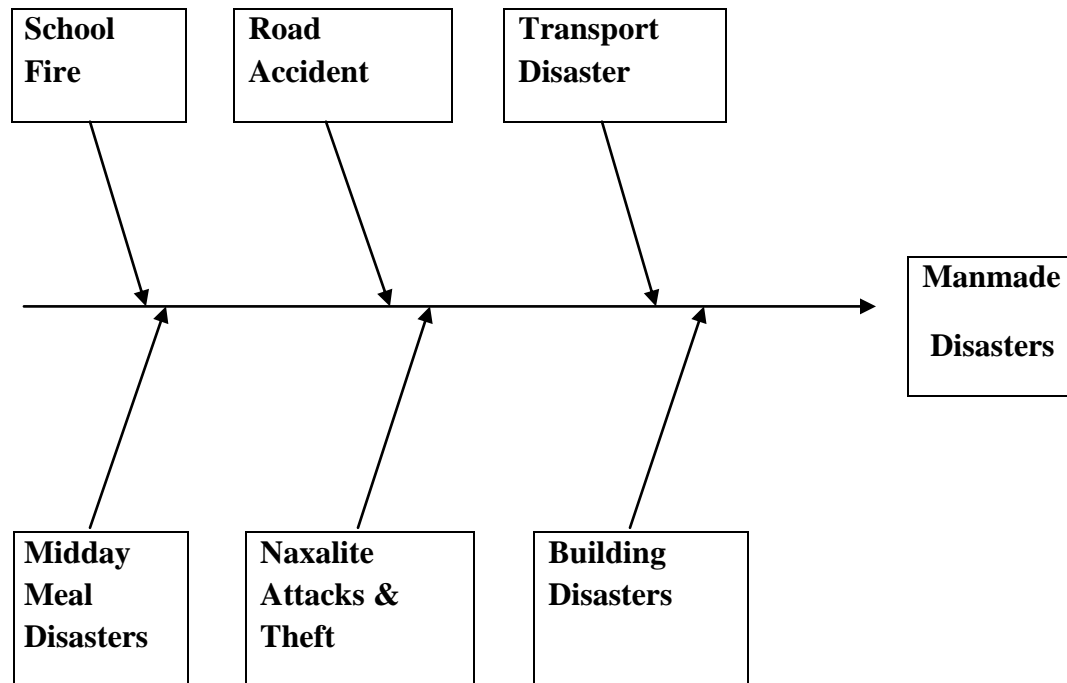 School
Fire
Road
Accident
Transport
Disaster
Manmade
Disasters
Midday
Meal
Disasters
Naxalite
Attacks &
Theft
Building
Disasters